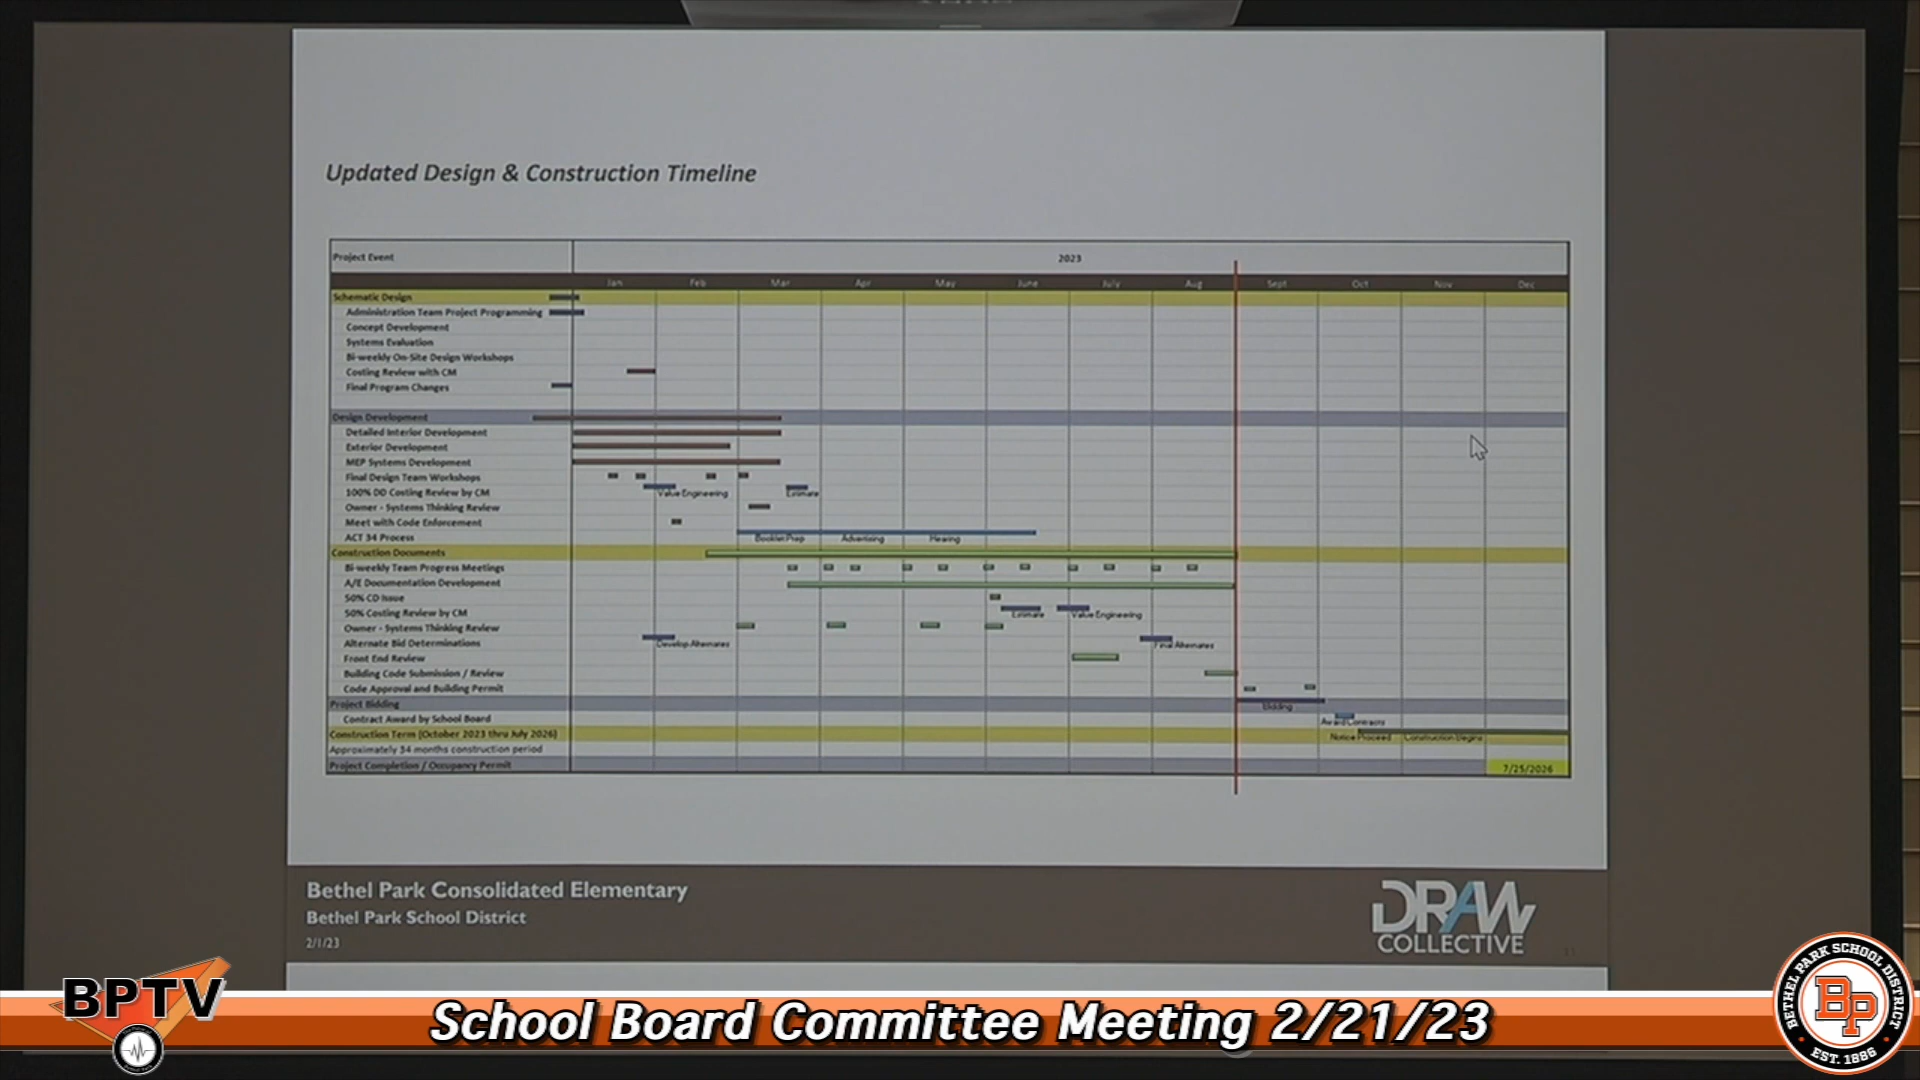 Updated Design & Construction Timeline
Project Event
2023
Jan Feb Mar Apr May June July Aug Sept Oct Nov Dec
Schematic Design
Administration Team Project Programming
Concept Development
Systems Evaluation
Bi-weekly On-Site Design Workshops
Costing Review with CM
Final Program Changes
Design Development
Detailed Interior Development
Exterior Development
MEP Systems Development
Final Design Team Workshops
100% DD Costing Review by CM Value Engineering Estimate
Owner - Systems Thinking Review
Meet with Code Enforcement
ACT 34 Process Booklet Prep Advertising Hearing
Construction Documents
Bi-weekly Team Progress Meetings
A/E Documentation Development
50% CD Issue
50% Costing Review by CM Estimate Value Engineering
Owner - Systems Thinking Review
Alternate Bid Determinations Develop Alternates Final Alternates
Front End Review
Building Code Submission / Review
Code Approval and Building Permit
Project Bidding Bidding
Contract Award by School Board Award Contracts
Construction Term (October 2023 thru July 2026) Notice Proceed Construction Begins
Approximately 34 months construction period
Project Completion / Occupancy Permit 7/25/2026
Bethel Park Consolidated Elementary
Bethel Park School District
2/1/23
DRAW
COLLECTIVE
BPTV
School Board Committee Meeting 2/21/23
BETHEL PARK SCHOOL DISTRICT
BP
EST. 1886